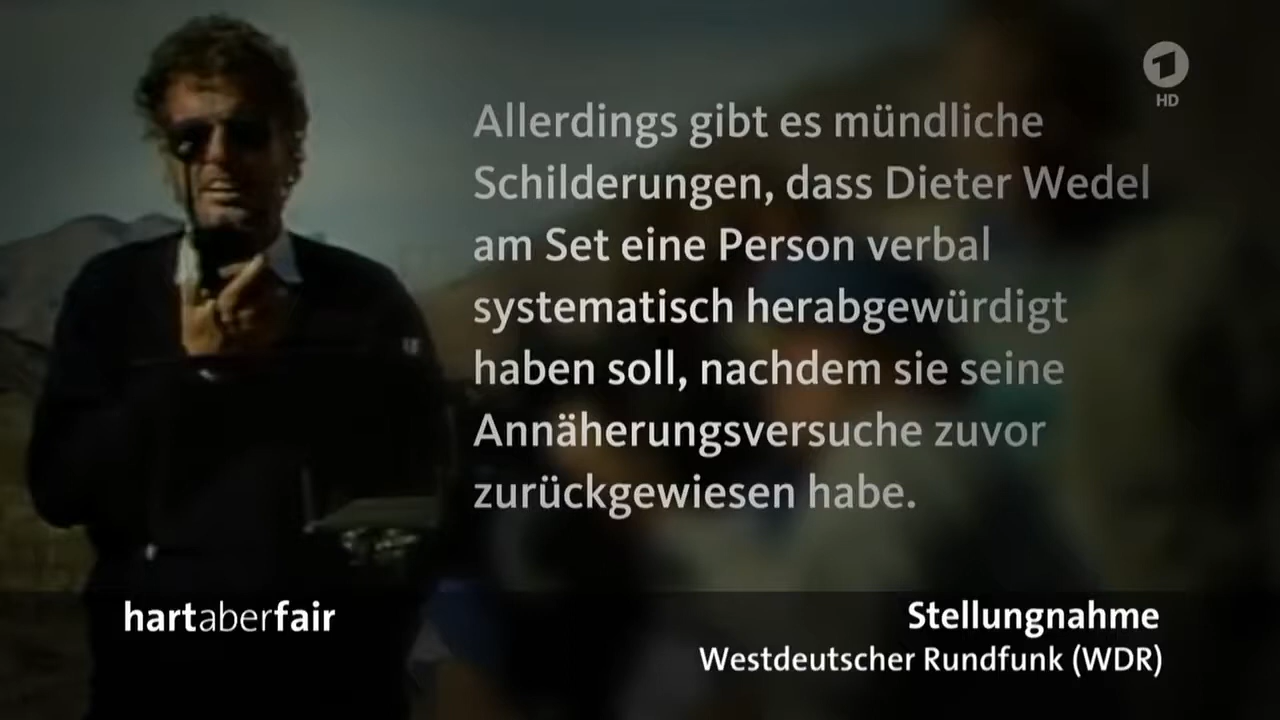 1
HD
Allerdings gibt es mündliche
Schilderungen, dass Dieter Wedel
am Set eine Person verbal
systematisch herabgewürdigt
haben soll, nachdem sie seine
Annäherungsversuche zuvor
zurückgewiesen habe.
hartaberfair
Stellungnahme
Westdeutscher Rundfunk (WDR)